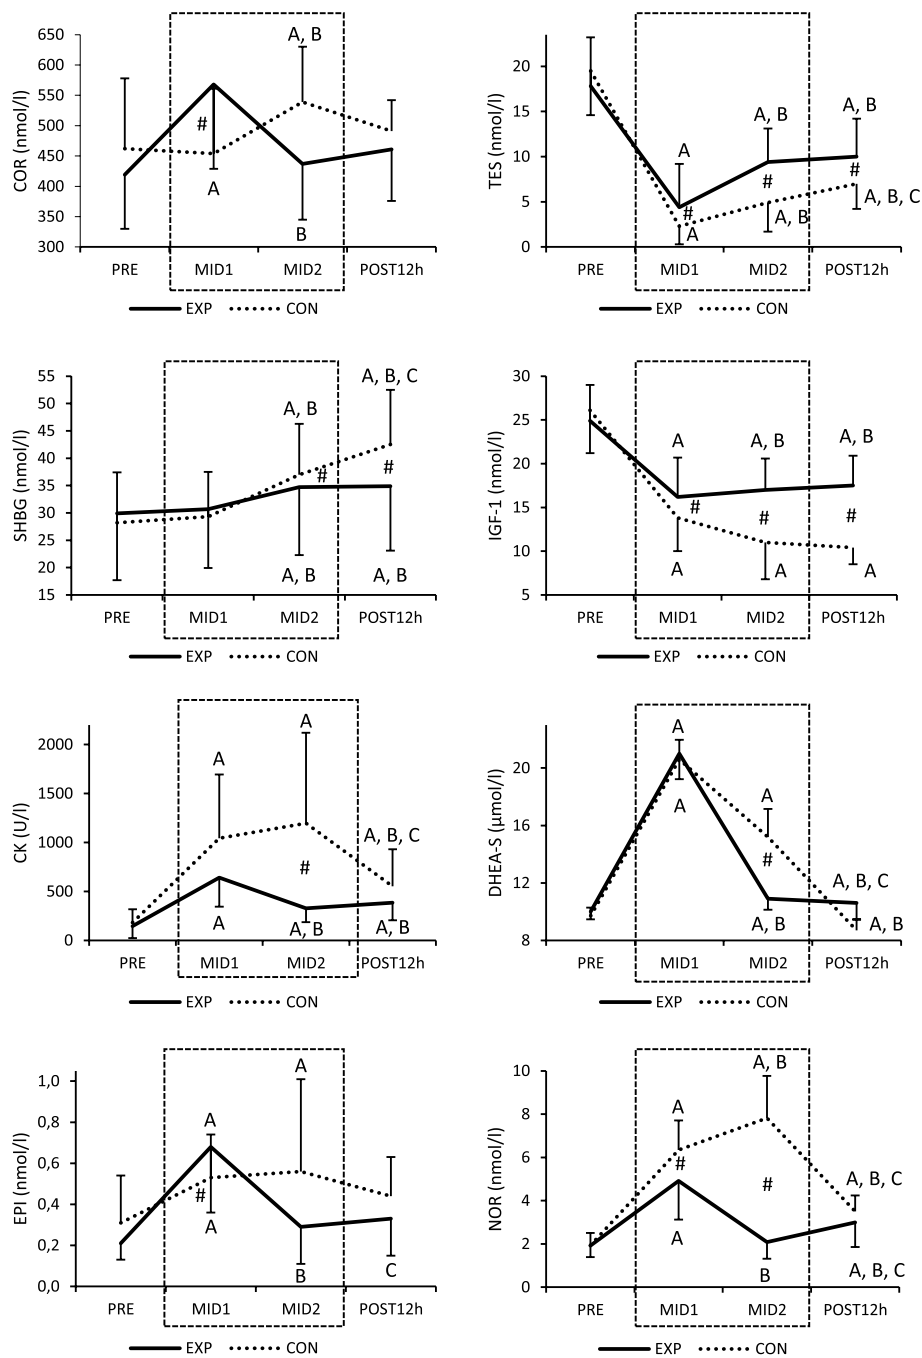 COR (nmol/l)
650
600
550
500
450
400
350
300
A, B
#
A
B
PRE MID1 MID2 POST12h
EXP CON
TES (nmol/l)
20
15
10
5
0
A
A, B
A, B
#
#
#
A
A, B
A, B, C
PRE MID1 MID2 POST12h
EXP CON
SHBG (nmol/l)
55
50
45
40
35
30
25
20
15
A, B, C
A, B
#
#
A, B
A, B
PRE MID1 MID2 POST12h
EXP CON
IGF-1 (nmol/l)
30
25
20
15
10
5
A
A, B
A, B
#
#
#
A
A
A
PRE MID1 MID2 POST12h
EXP CON
CK (U/l)
2000
1500
1000
500
0
A
A
A, B, C
#
A
A, B
A, B
PRE MID1 MID2 POST12h
EXP CON
DHEA-S (µmol/l)
20
16
12
8
A
A
A
#
A, B, C
A, B
A, B
PRE MID1 MID2 POST12h
EXP CON
EPI (nmol/l)
1,0
0,8
0,6
0,4
0,2
0,0
A
A
#
A
B
C
PRE MID1 MID2 POST12h
EXP CON
NOR (nmol/l)
10
8
6
4
2
0
A, B
A
#
#
A, B, C
A
B
A, B, C
PRE MID1 MID2 POST12h
EXP CON